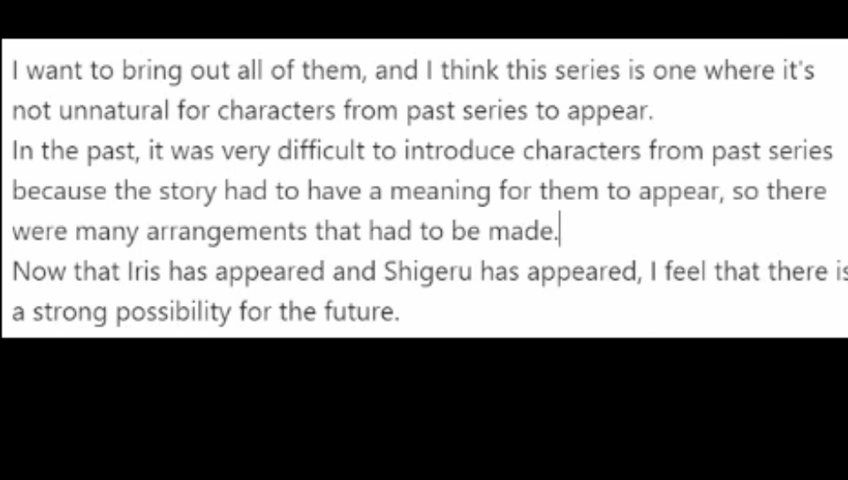 I want to bring out all of them, and I think this series is one where it's
not unnatural for characters from past series to appear.
In the past, it was very difficult to introduce characters from past series
because the story had to have a meaning for them to appear, so there
were many arrangements that had to be made.
Now that Iris has appeared and Shigeru has appeared, I feel that there is
a strong possibility for the future.